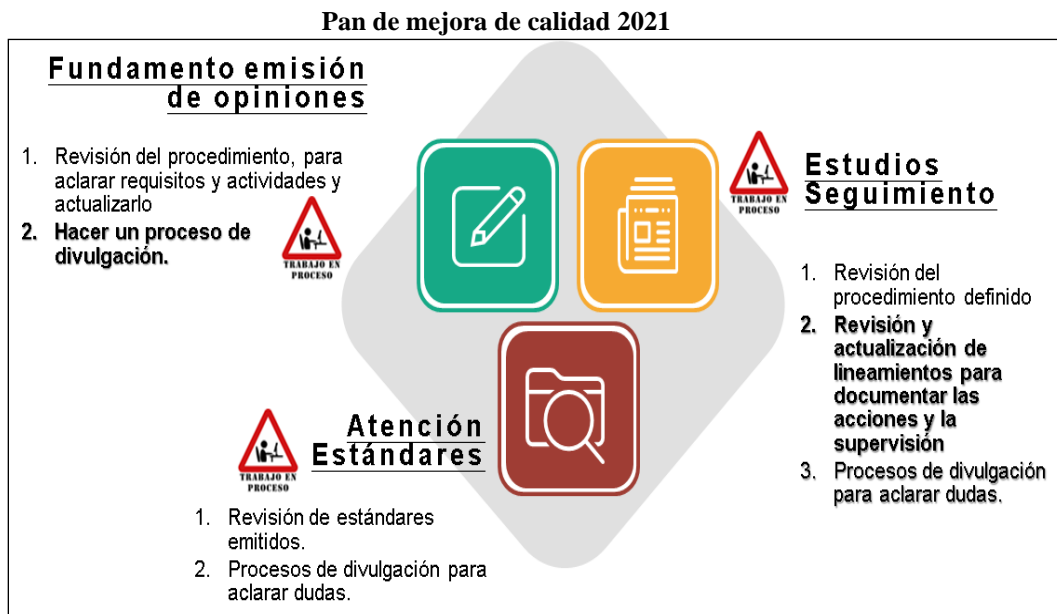 Pan de mejora de calidad 2021
Fundamento emisión
de opiniones
1. Revisión del procedimiento, para
aclarar requisitos y actividades y
actualizarlo
2. Hacer un proceso de
divulgación.
TRABAJO EN
PROCESO
TRABAJO EN
PROCESO
Estudios
Seguimiento
1. Revisión del
procedimiento definido
2. Revisión y
actualización de
lineamientos para
documentar las
acciones y la
supervisión
3. Procesos de divulgación
para aclarar dudas.
TRABAJO EN
PROCESO
Atención
Estándares
1. Revisión de estándares
emitidos.
2. Procesos de divulgación para
aclarar dudas.